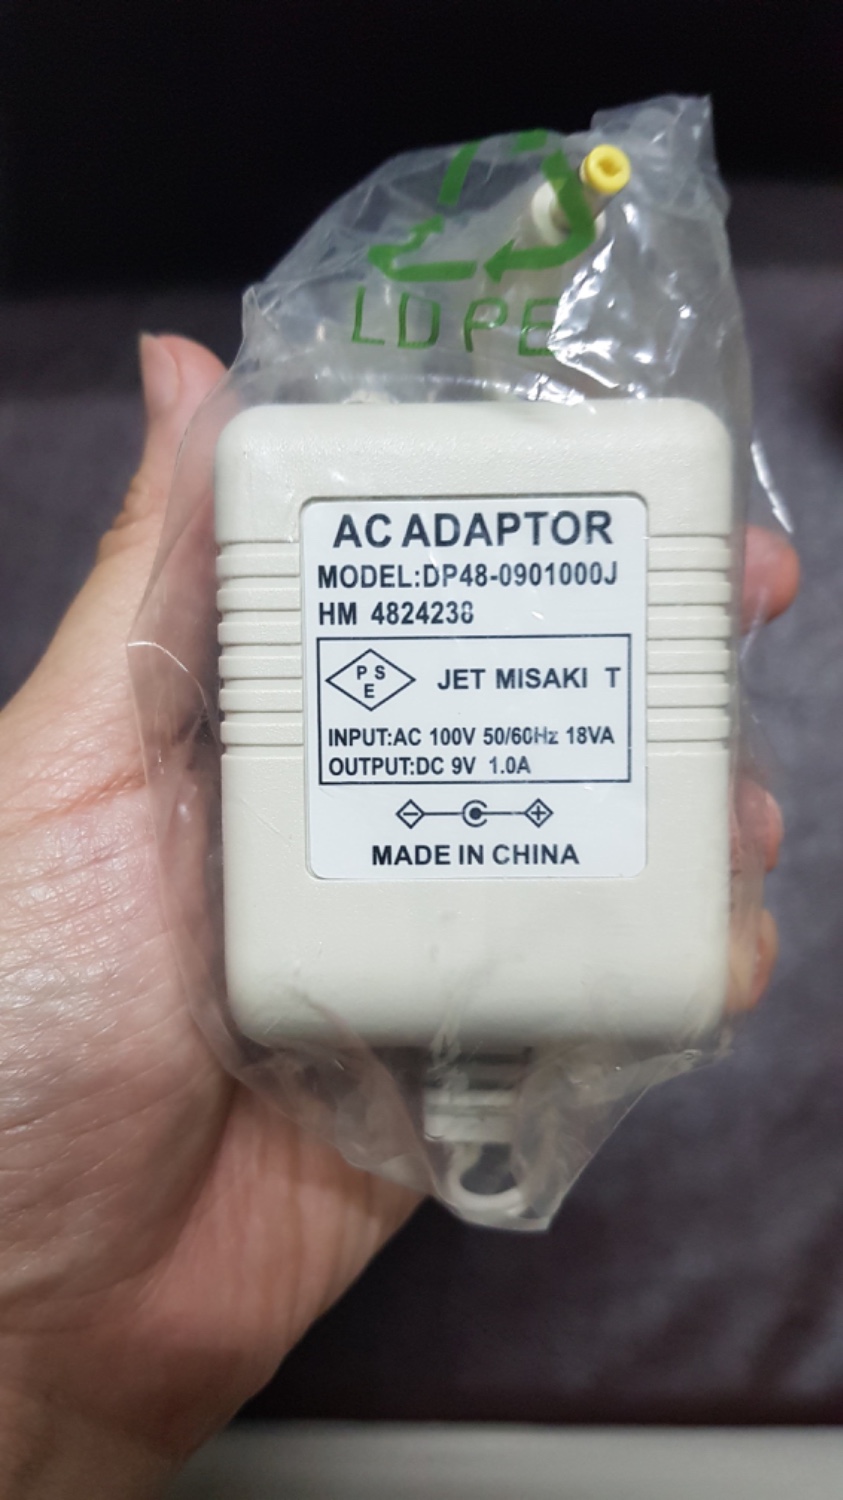 LDPE
AC ADAPTOR
MODEL:DP48-0901000J
HM 4824238
PS
E
JET MISAKI T
INPUT:AC 100V 50/60Hz 18VA
OUTPUT:DC 9V 1.0A
MADE IN CHINA